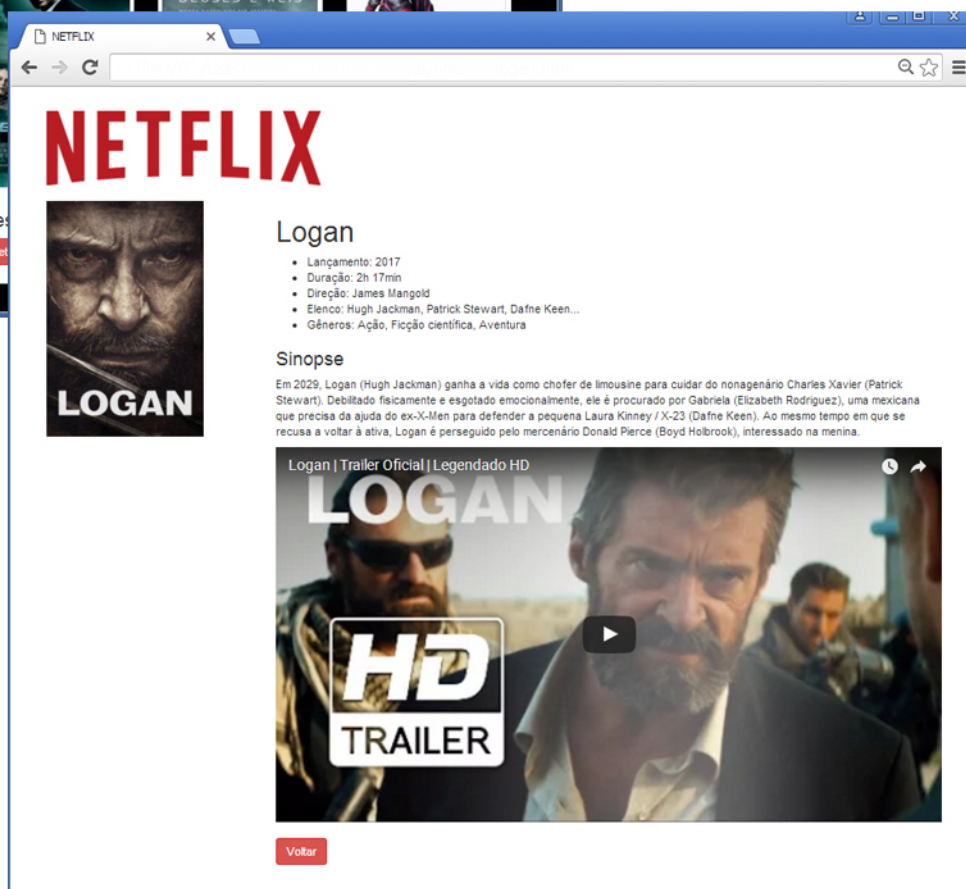 DEUSES E REIS
NETFLIX
NETFLIX
LOGAN
Logan
Lançamento: 2017
Duração: 2h 17min
Direção: James Mangold
Elenco: Hugh Jackman, Patrick Stewart, Dafne Keen...
Gêneros: Ação, Ficção científica, Aventura
Sinopse
Em 2029, Logan (Hugh Jackman) ganha a vida como chofer de limousine para cuidar do nonagenário Charles Xavier (Patrick
Stewart). Debilitado fisicamente e esgotado emocionalmente, ele é procurado por Gabriela (Elizabeth Rodriguez), uma mexicana
que precisa da ajuda do ex-X-Men para defender a pequena Laura Kinney / X-23 (Dafne Keen). Ao mesmo tempo em que se
recusa a voltar à ativa, Logan é perseguido pelo mercenário Donald Pierce (Boyd Holbrook), interessado na menina.
Logan | Trailer Oficial | Legendado HD
LOGAN
HD
TRAILER
Voltar